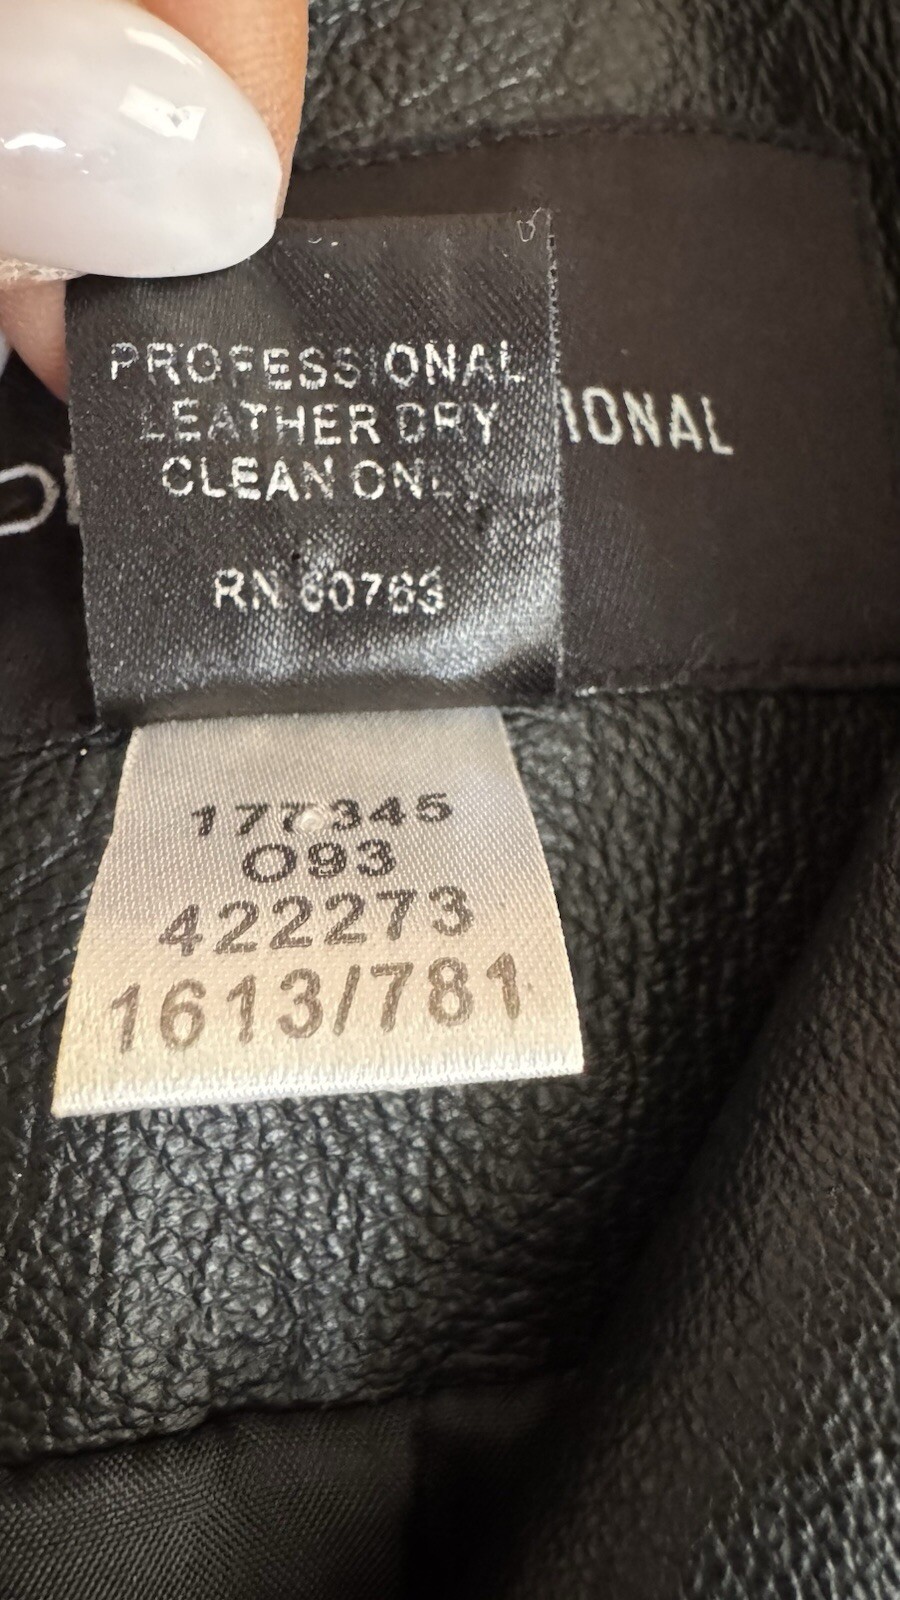 PROFESSIONAL
LEATHER DRY
CLEAN ONLY
IONAL
RN 60763
177345
O93
422273
1613/781